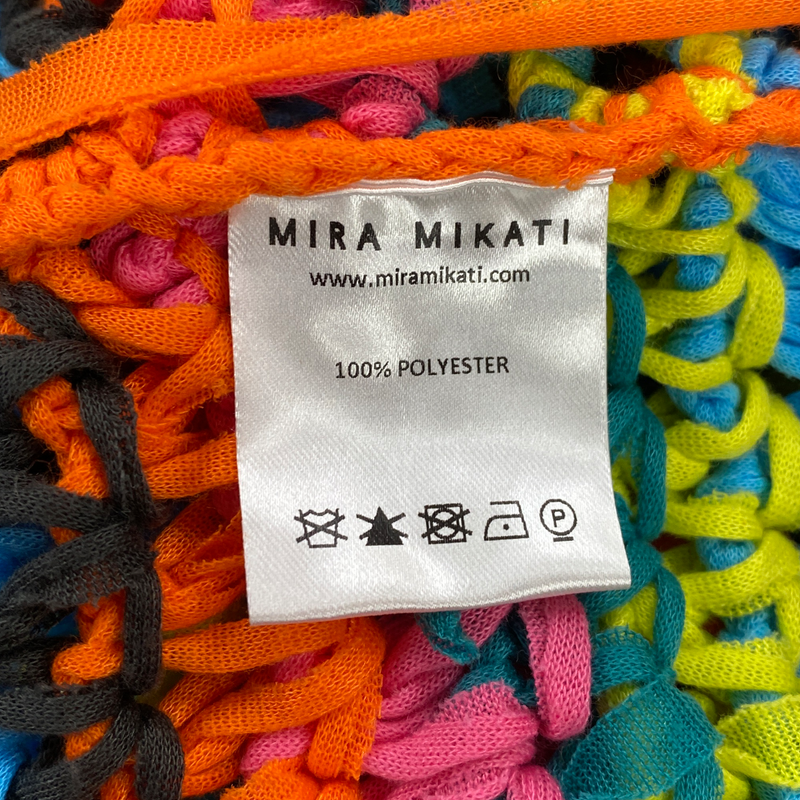 MIRA MIKATI
www.miramikati.com
100% POLYESTER
P